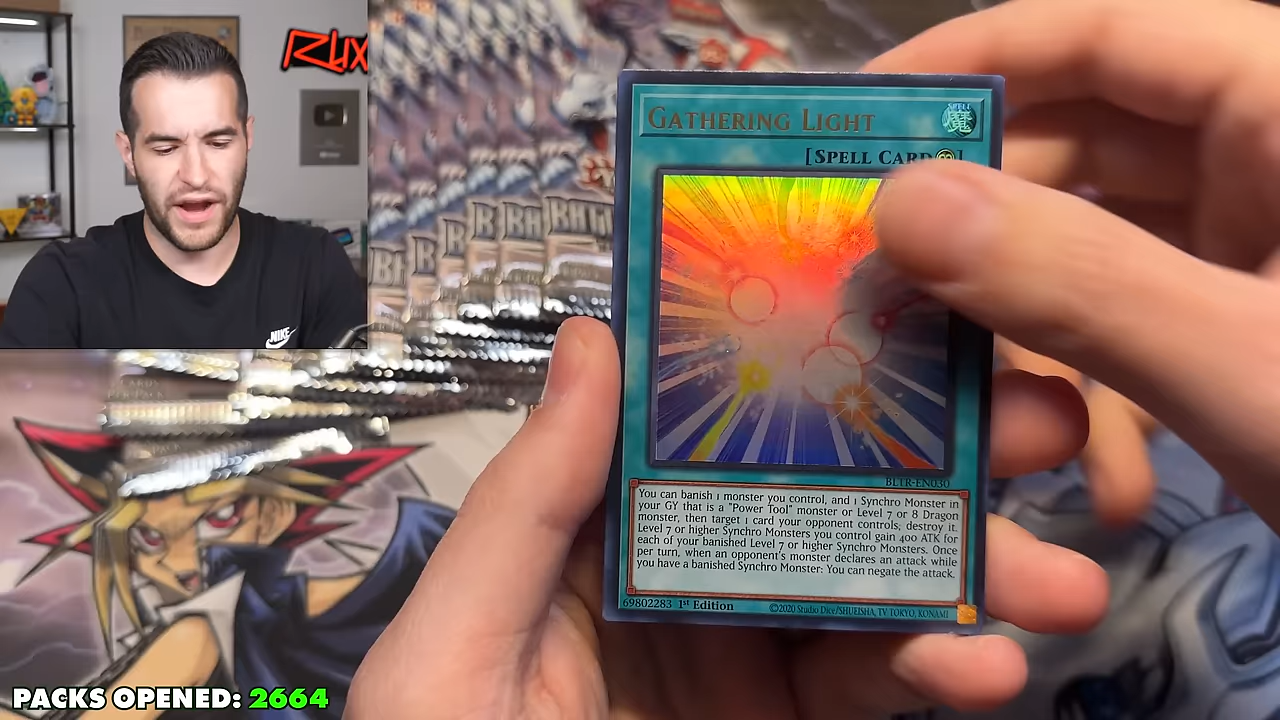 RUX
GATHERING LIGHT
SPELL
魔
[SPELL CARD ]
BLTR-EN030
You can banish 1 monster you control, and 1 Synchro Monster in
your GY that is a "Power Tool" monster or Level 7 or 8 Dragon
monster, then target 1 card your opponent controls; destroy it.
Level 7 or higher Synchro Monsters you control gain 400 ATK for
each of your banished Level 7 or higher Synchro Monsters. Once
per turn, when an opponent's monster declares an attack while
you have a banished Synchro Monster: You can negate the attack.
69802283 1st Edition
©2020 Studio Dice/SHUEISHA, TV TOKYO, KONAMI
NIKE
PACKS OPENED: 2664